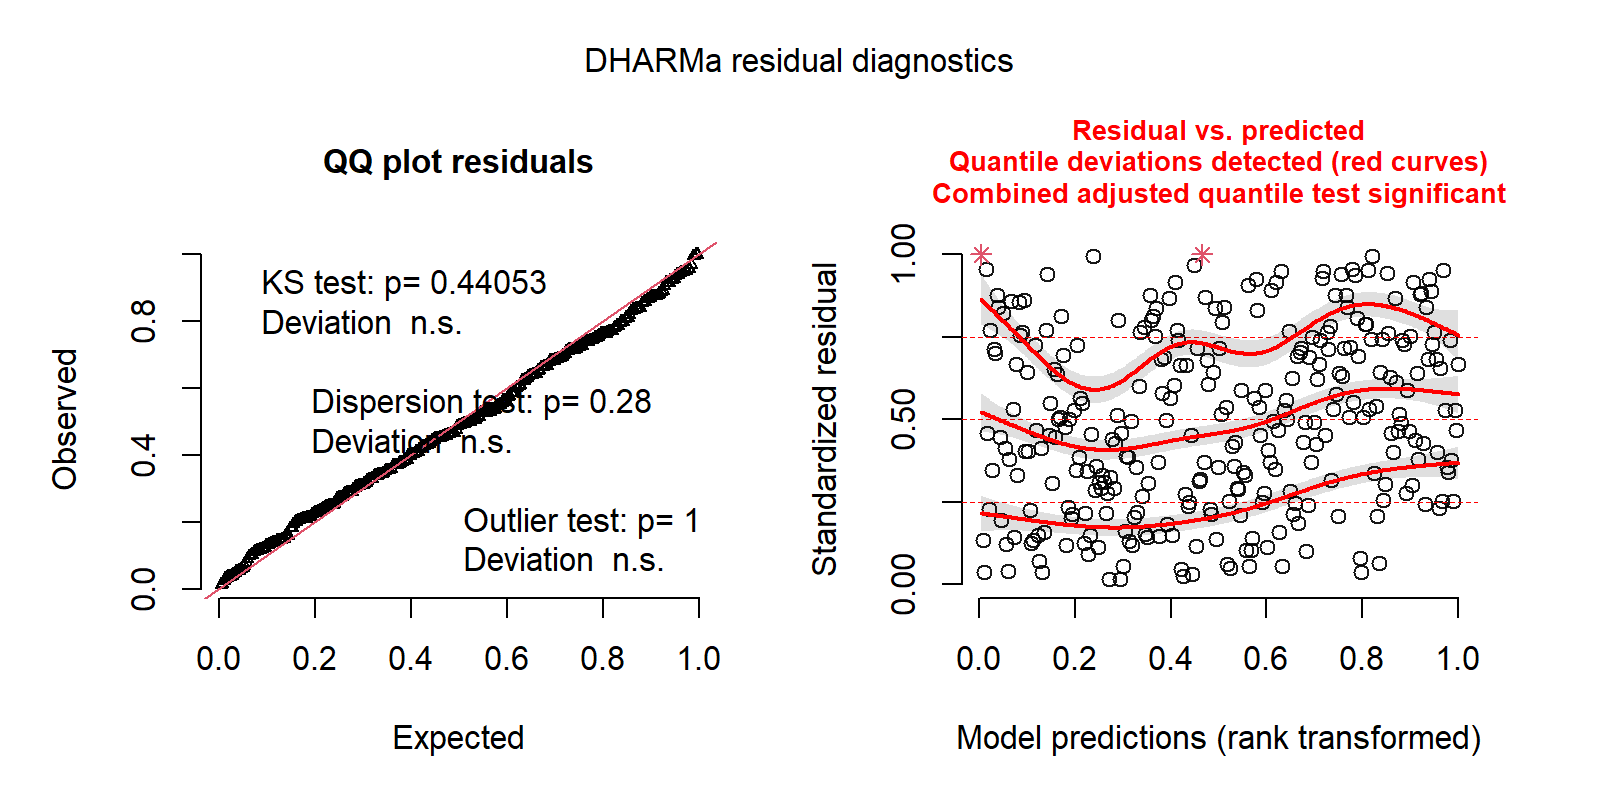 DHARMa residual diagnostics
QQ plot residuals
KS test: p= 0.44053
Deviation n.s.
Dispersion test: p= 0.28
Deviation n.s.
Outlier test: p= 1
Deviation n.s.
Observed
0.0
0.4
0.8
0.0 0.2 0.4 0.6 0.8 1.0
Expected
Residual vs. predicted
Quantile deviations detected (red curves)
Combined adjusted quantile test significant
Standardized residual
0.00
0.50
1.00
0.0 0.2 0.4 0.6 0.8 1.0
Model predictions (rank transformed)